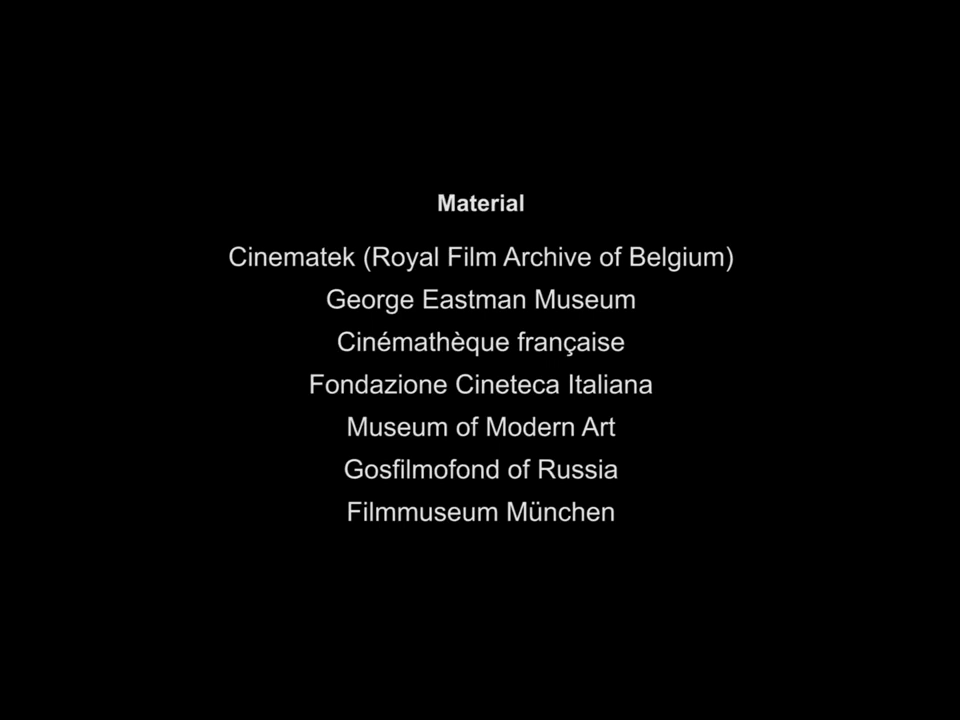 Material
Cinematek (Royal Film Archive of Belgium)
George Eastman Museum
Cinémathèque française
Fondazione Cineteca Italiana
Museum of Modern Art
Gosfilmofond of Russia
Filmmuseum München